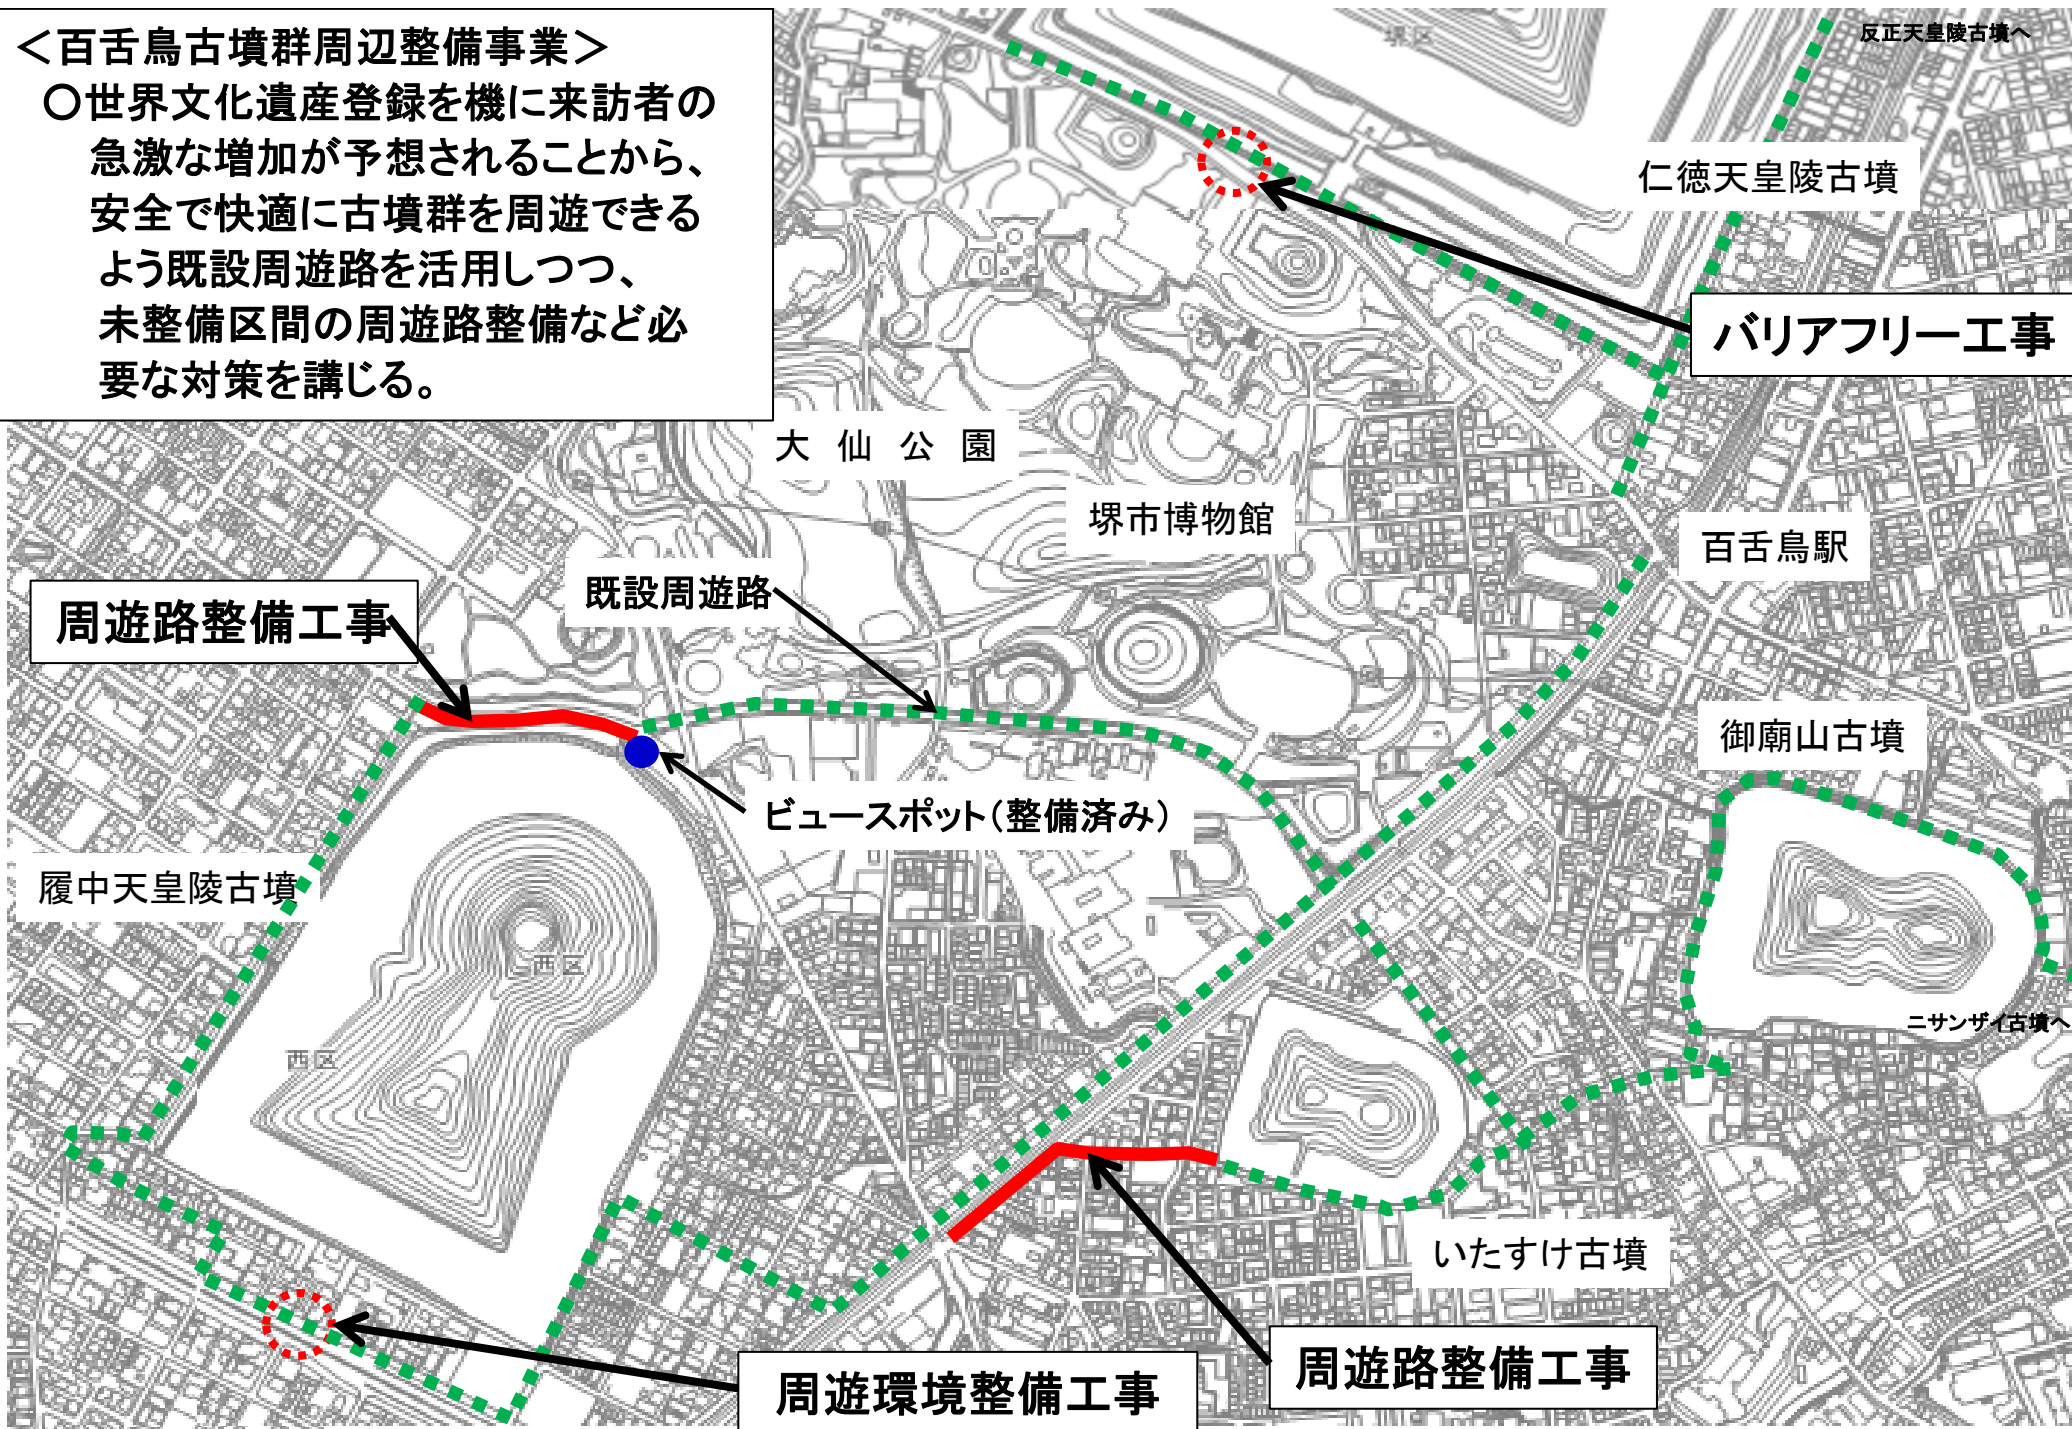 ＜百舌鳥古墳群周辺整備事業＞
○世界文化遺産登録を機に来訪者の
急激な増加が予想されることから、
安全で快適に古墳群を周遊できる
よう既設周遊路を活用しつつ、
未整備区間の周遊路整備など必
要な対策を講じる。
堺区
反正天皇陵古墳へ
仁徳天皇陵古墳
バリアフリー工事
大仙公園
堺市博物館
百舌鳥駅
既設周遊路
周遊路整備工事
御廟山古墳
ビュースポット（整備済み）
履中天皇陵古墳
西区
ニサンザイ古墳へ
西区
いたすけ古墳
周遊路整備工事
周遊環境整備工事